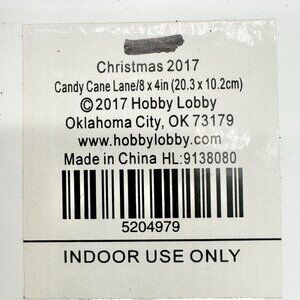 Christmas 2017
Candy Cane Lane/8 x 4in (20.3 x 10.2cm)
©2017 Hobby Lobby
Oklahoma City, OK 73179
www.hobbylobby.com
Made in China HL:9138080
5204979
INDOOR USE ONLY